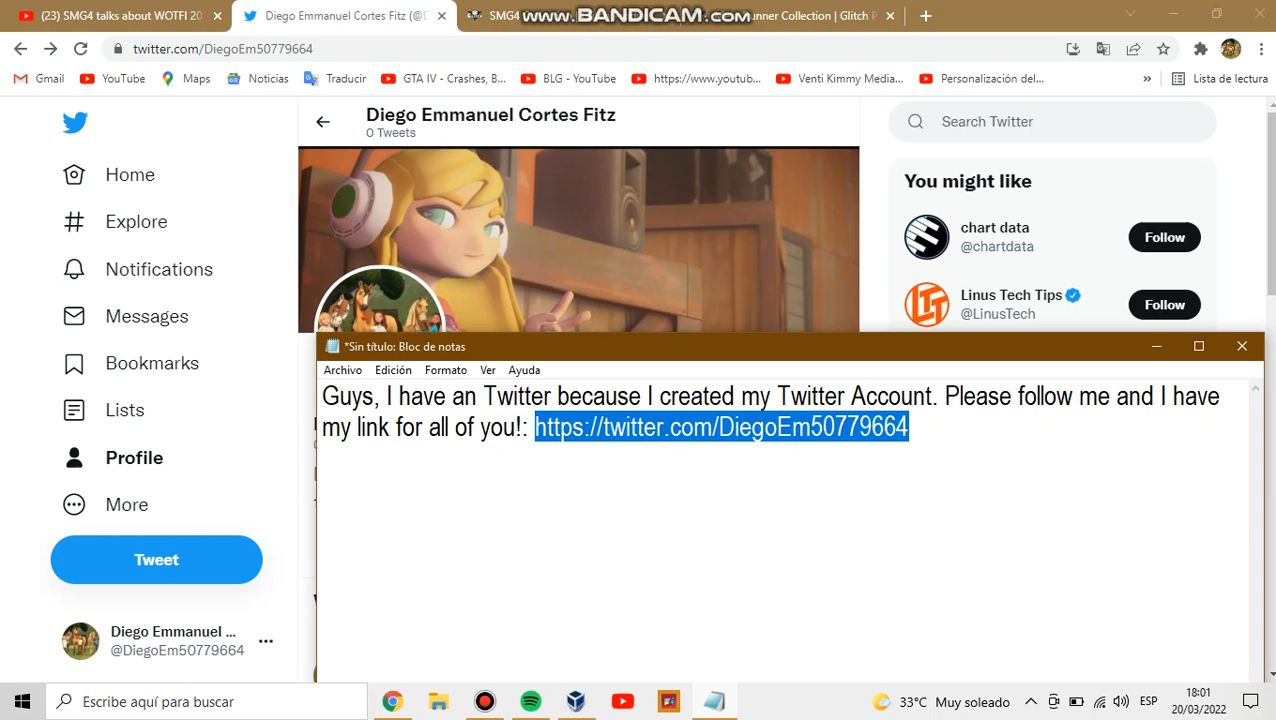 (23) SMG4 talks about WOTFI 20
Diego Emmanuel Cortes Fitz (@D
SMG4
www.BANDICAM.com
unner Collection | Glitch P
twitter.com/DiegoEm50779664
Gmail
YouTube
Maps
Noticias
Traducir
GTA IV - Crashes, B...
BLG - YouTube
https://www.youtub...
Venti Kimmy Media...
Personalización del...
»
Lista de lectura
Diego Emmanuel Cortes Fitz
0 Tweets
Search Twitter
Home
Explore
Notifications
Messages
Bookmarks
Lists
Profile
More
Tweet
Diego Emmanuel ...
@DiegoEm50779664
You might like
chart data
@chartdata
Follow
Linus Tech Tips
@LinusTech
Follow
*Sin título: Bloc de notas
Archivo Edición Formato Ver Ayuda
Guys, I have an Twitter because I created my Twitter Account. Please follow me and I have
my link for all of you!: https://twitter.com/DiegoEm50779664
Escribe aquí para buscar
33°C Muy soleado
ESP
18:01
20/03/2022